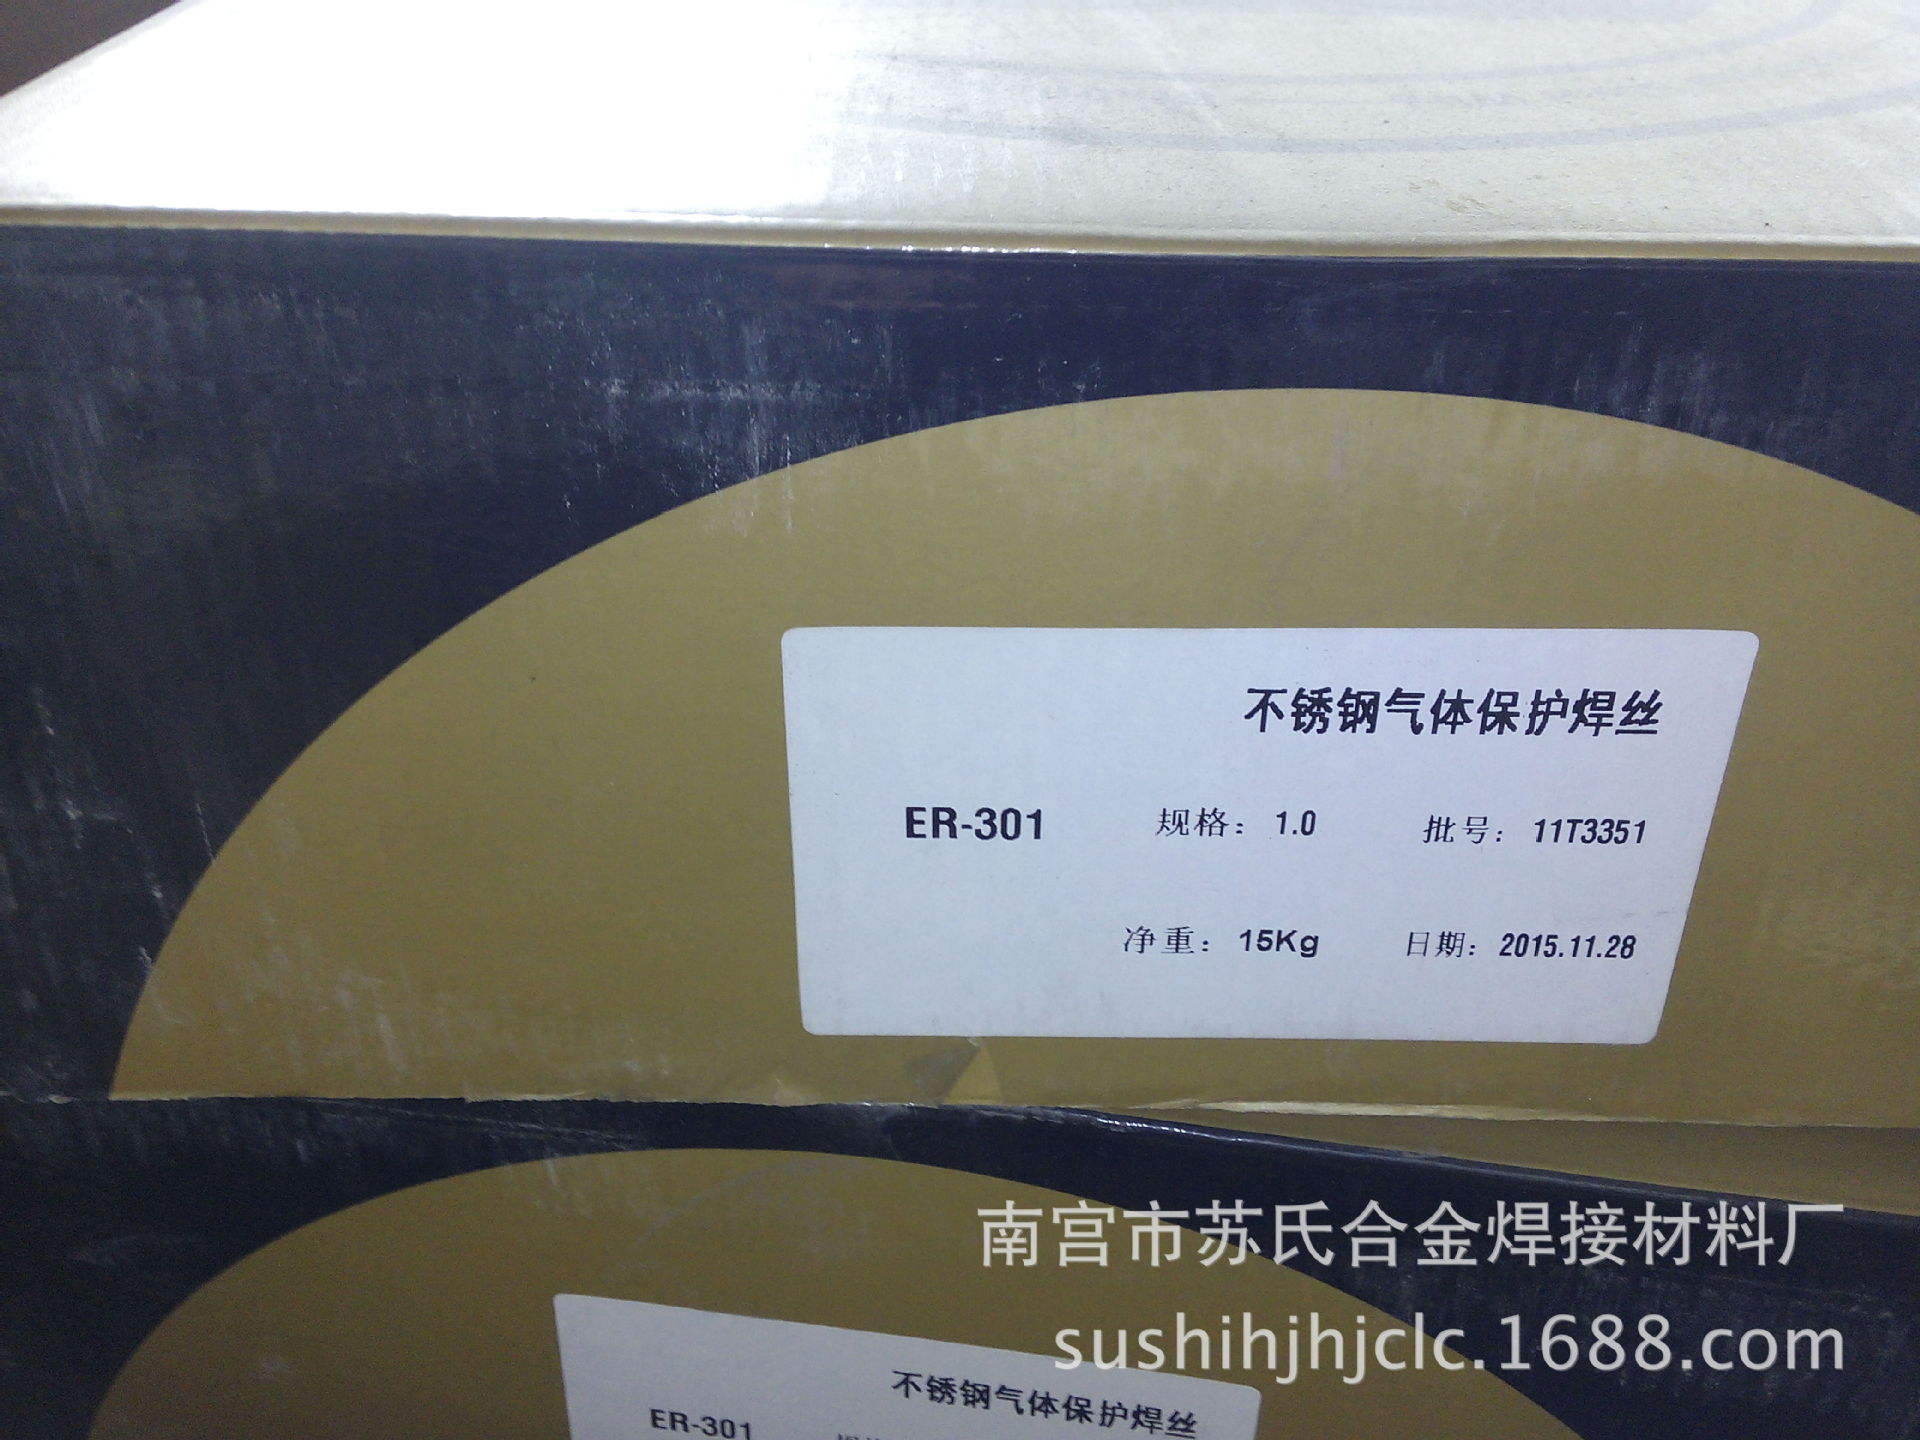 不锈钢气体保护焊丝
ER-301 规格：1.0 批号：11T3351
净重：15Kg 日期：2015.11.28
南宫市苏氏合金焊接材料厂
sushihjhjclc.1688.com
不锈钢气体保护焊丝
ER-301